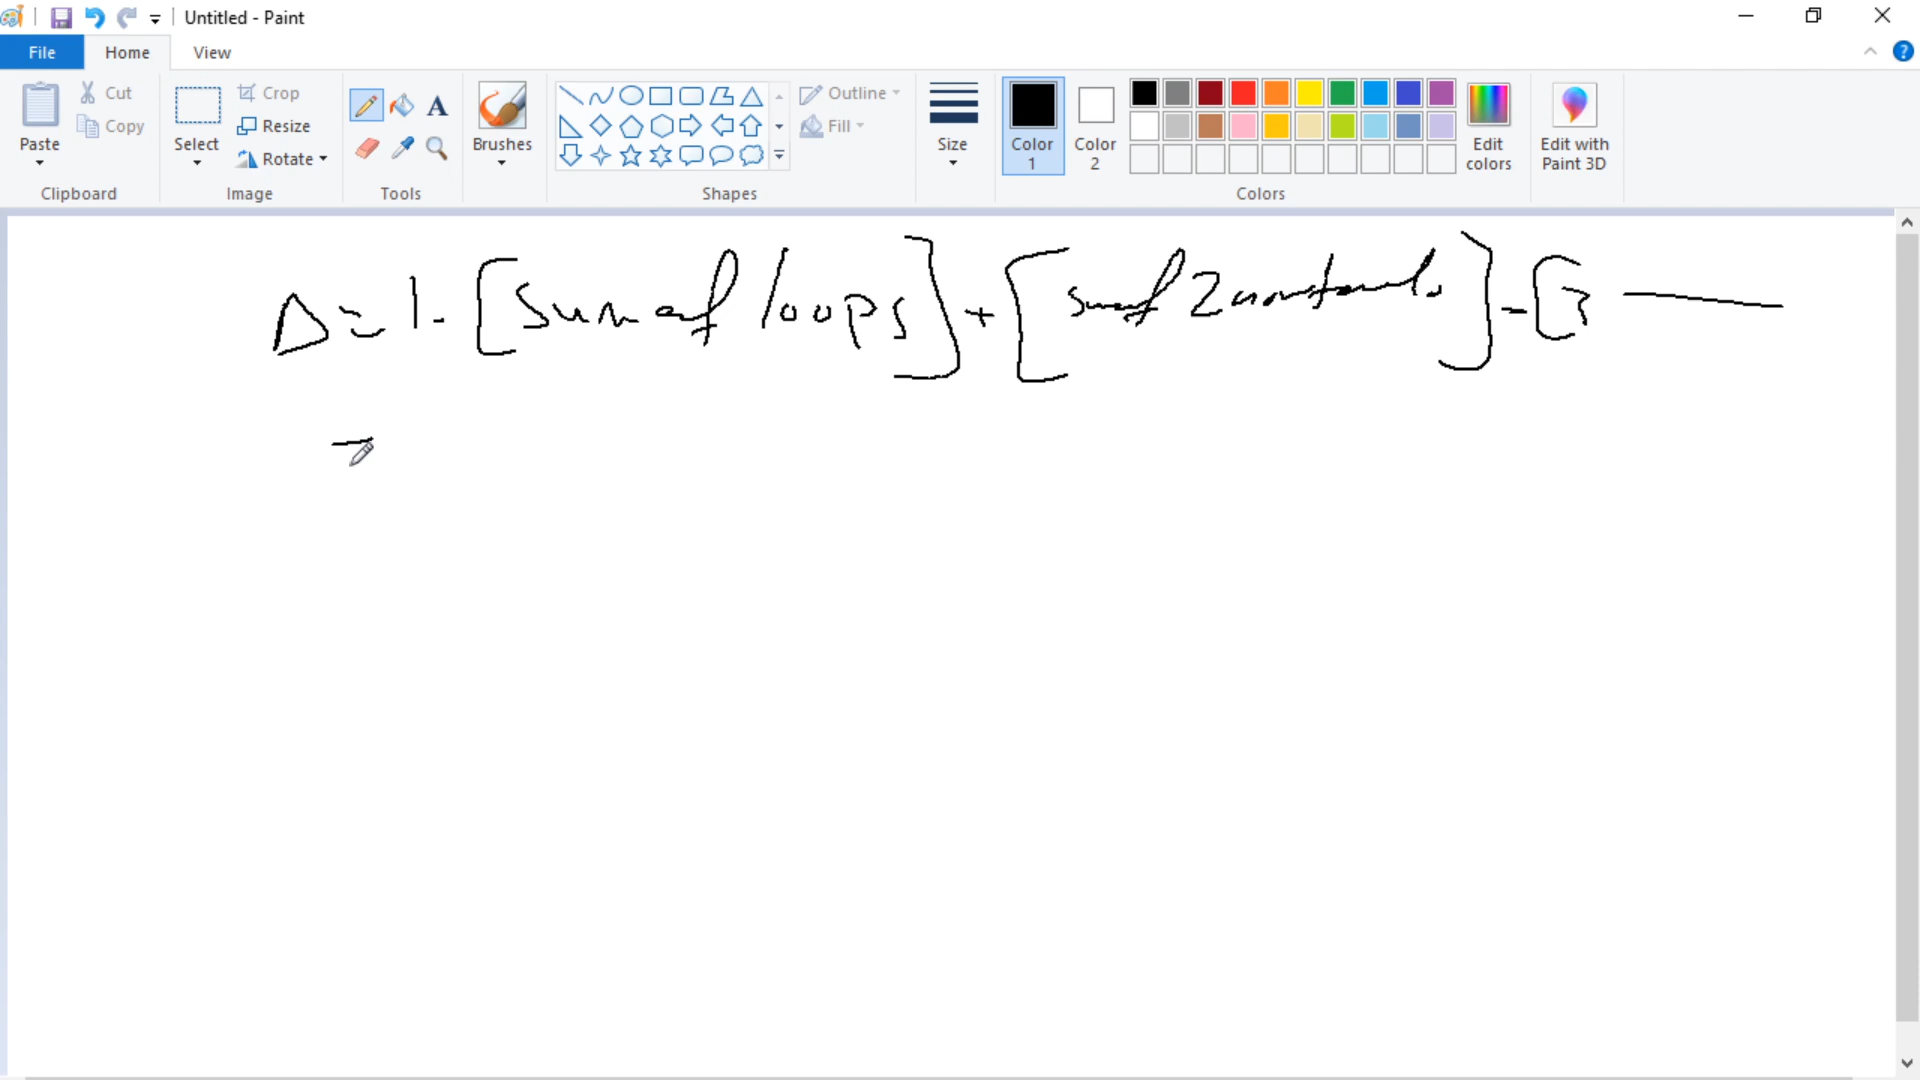 Untitled - Paint
File Home View
Paste Cut Copy Clipboard
Select Crop Resize Rotate Image
A Tools
Brushes
Outline Fill Shapes
Size
Color 1 Color 2 Edit colors Colors
Edit with Paint 3D
Δ = 1 - [Sum of loops] + [Sum of 2 ] - [3